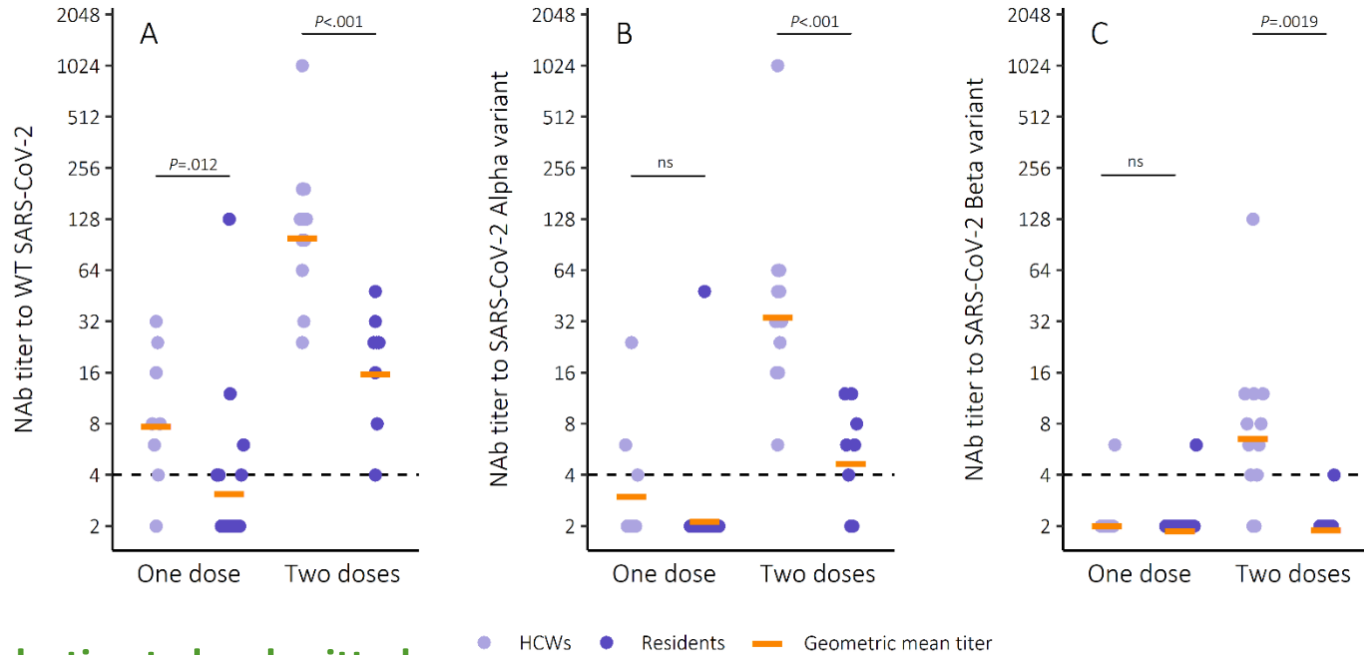 NAb titer to WT SARS-CoV-2
2048
1024
512
256
128
64
32
16
8
4
2
A
P=.012
P<.001
One dose
Two doses
NAb titer to SARS-CoV-2 Alpha variant
2048
1024
512
256
128
64
32
16
8
4
2
B
ns
P<.001
One dose
Two doses
NAb titer to SARS-CoV-2 Beta variant
2048
1024
512
256
128
64
32
16
8
4
2
C
ns
P=.0019
One dose
Two doses
HCWs
Residents
Geometric mean titer